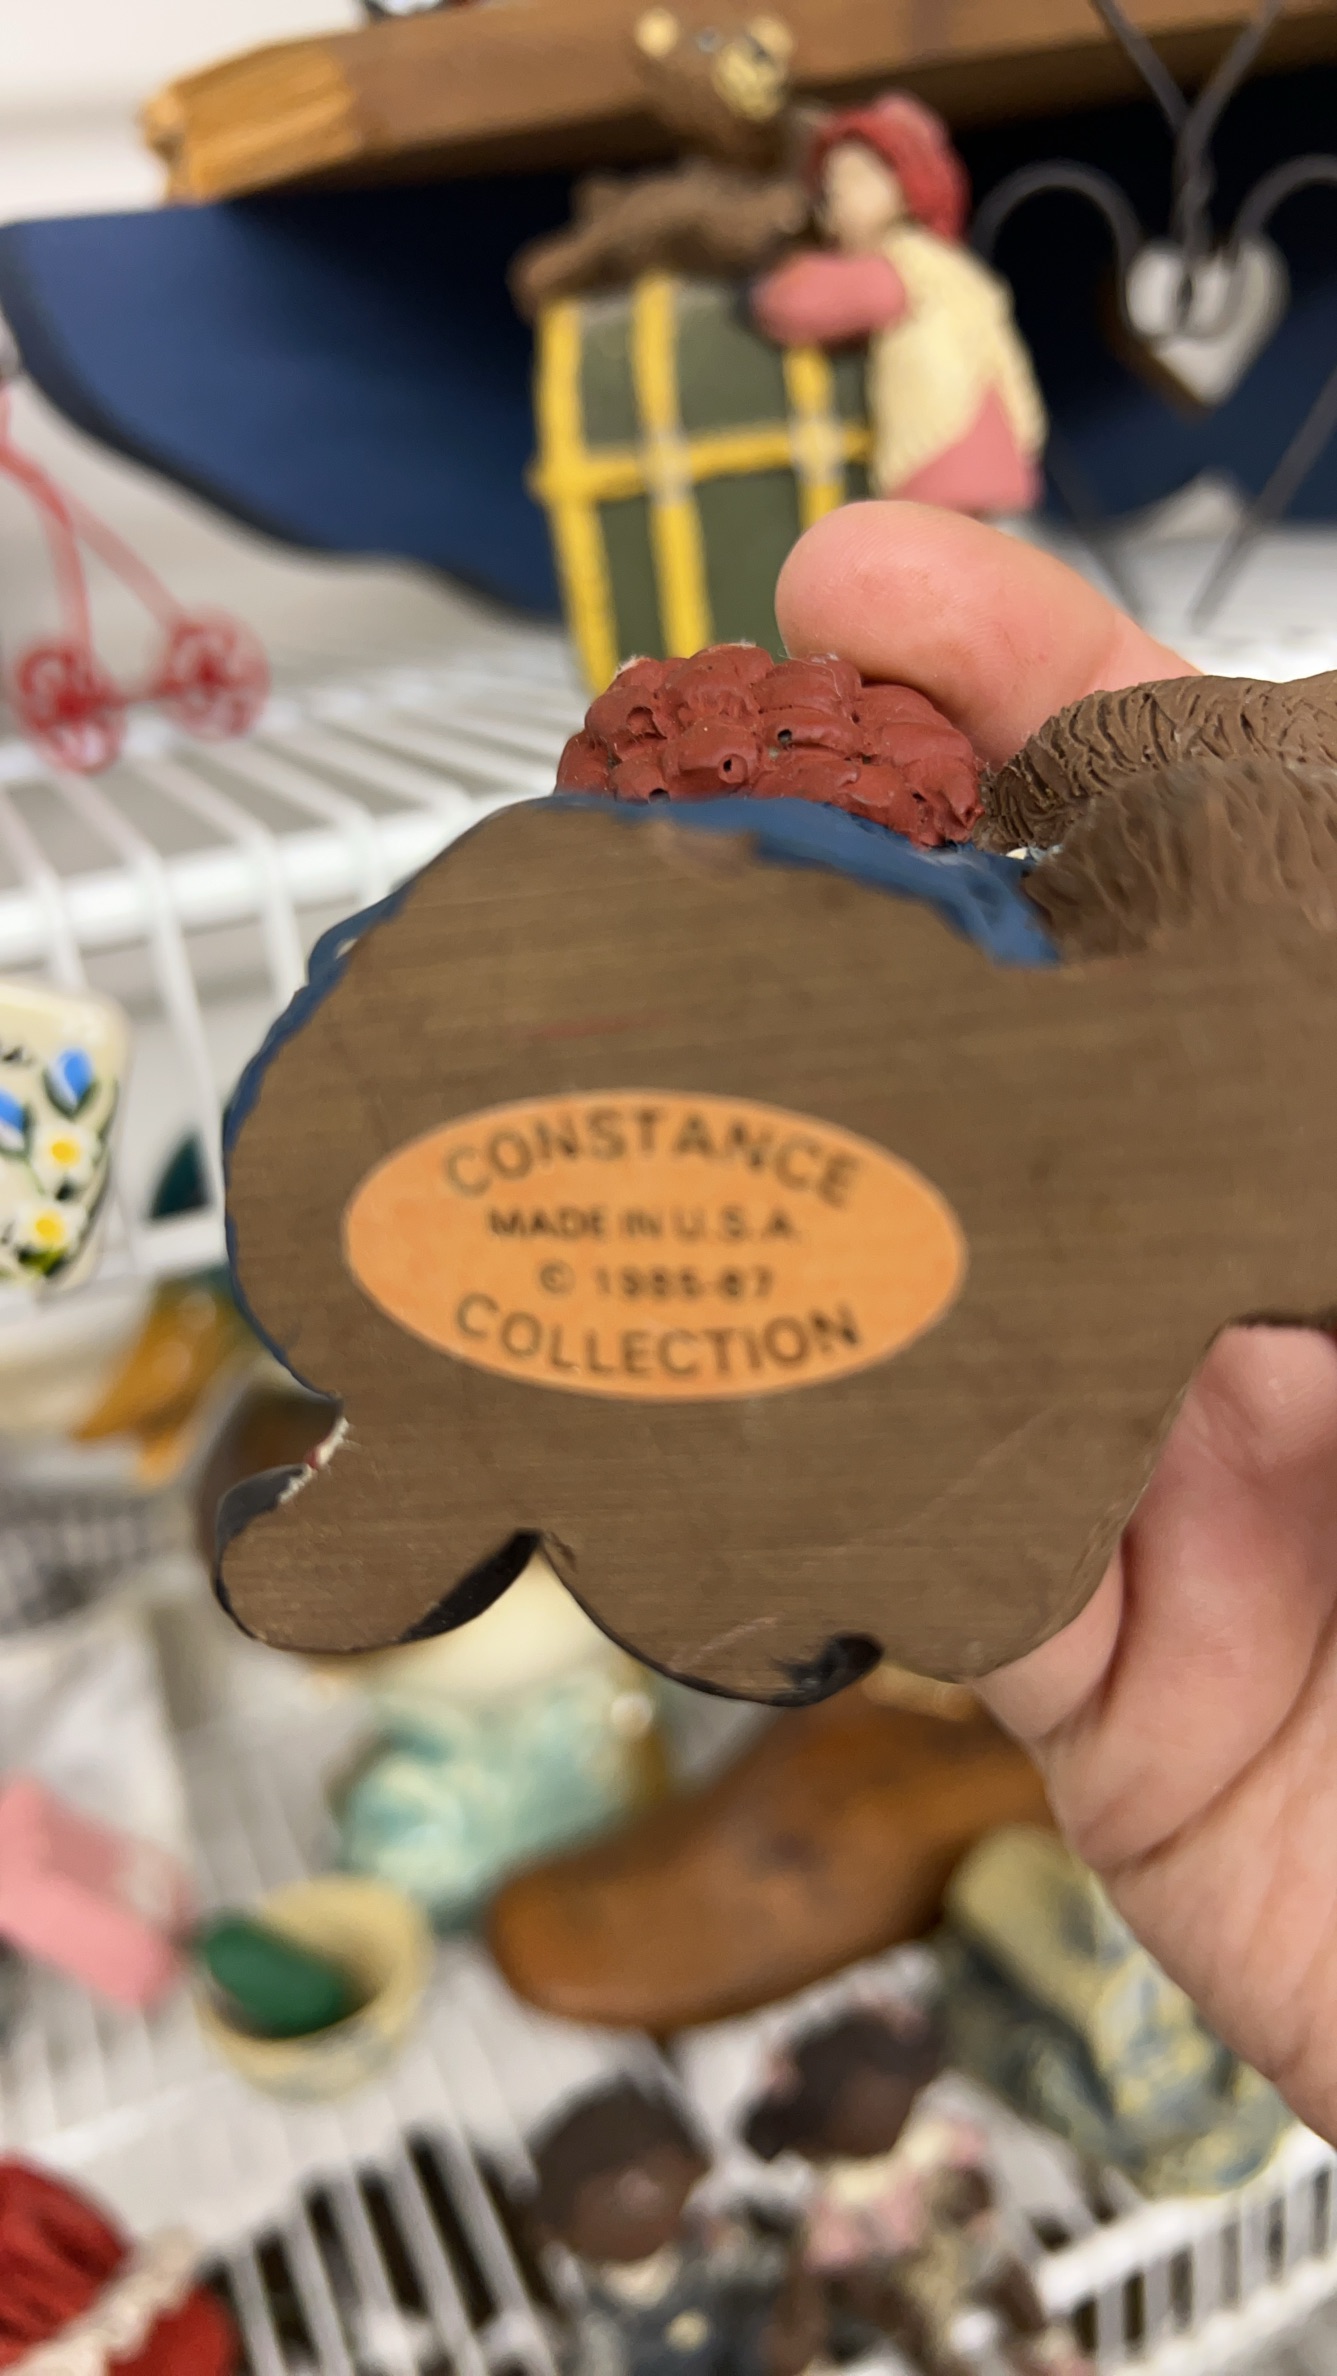 CONSTANCE
MADE IN U.S.A.
© 1985-87
COLLECTION